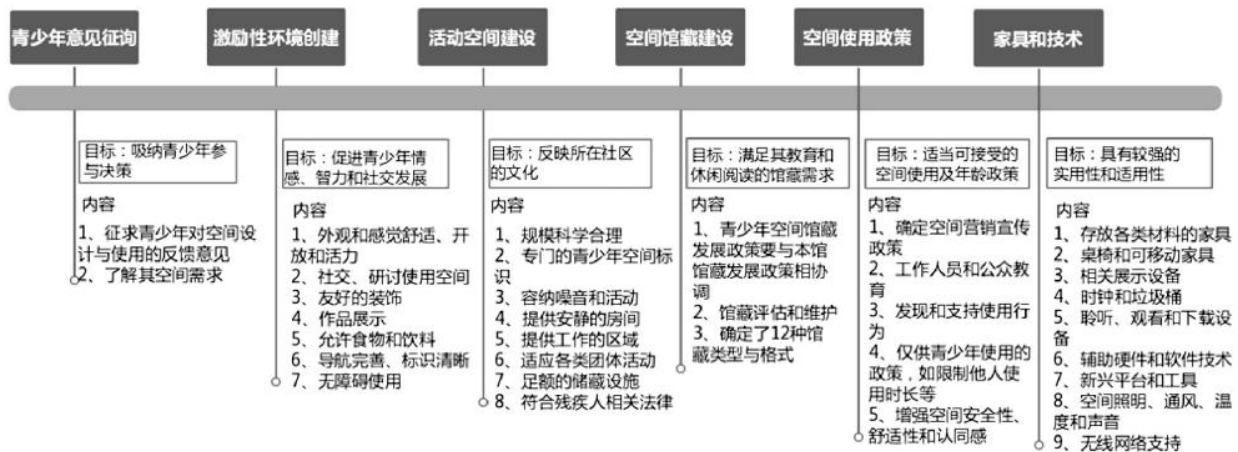 青少年意见征询
激励性环境创建
活动空间建设
空间馆藏建设
空间使用政策
家具和技术
目标：吸纳青少年参
与决策
内容
1、征求青少年对空间设
计与使用的反馈意见
2、了解其空间需求
目标：促进青少年情
感、智力和社交发展
内容
1、外观和感觉舒适、开
放和活力
2、社交、研讨使用空间
3、友好的装饰
4、作品展示
5、允许食物和饮料
6、导航完善、标识清晰
7、无障碍使用
目标：反映所在社区
的文化
内容
1、规模科学合理
2、专门的青少年空间标
识
3、容纳噪音和活动
4、提供安静的房间
5、提供工作的区域
6、适应各类团体活动
7、足额的储藏设施
8、符合残疾人相关法律
目标：满足其教育和
休闲阅读的馆藏需求
内容
1、青少年空间馆藏
发展政策要与本馆
馆藏发展政策相协
调
2、馆藏评估和维护
3、确定了12种馆
藏类型与格式
目标：适当可接受的
空间使用及年龄政策
内容
1、确定空间营销宣传
政策
2、工作人员和公众教
育
3、发现和支持使用行
为
4、仅供青少年使用的
政策，如限制他人使
用时长等
5、增强空间安全性、
舒适性和认同感
目标：具有较强的
实用性和适用性
内容
1、存放各类材料的家具
2、桌椅和可移动家具
3、相关展示设备
4、时钟和垃圾桶
5、聆听、观看和下载设
备
6、辅助硬件和软件技术
7、新兴平台和工具
8、空间照明、通风、温
度和声音
9、无线网络支持